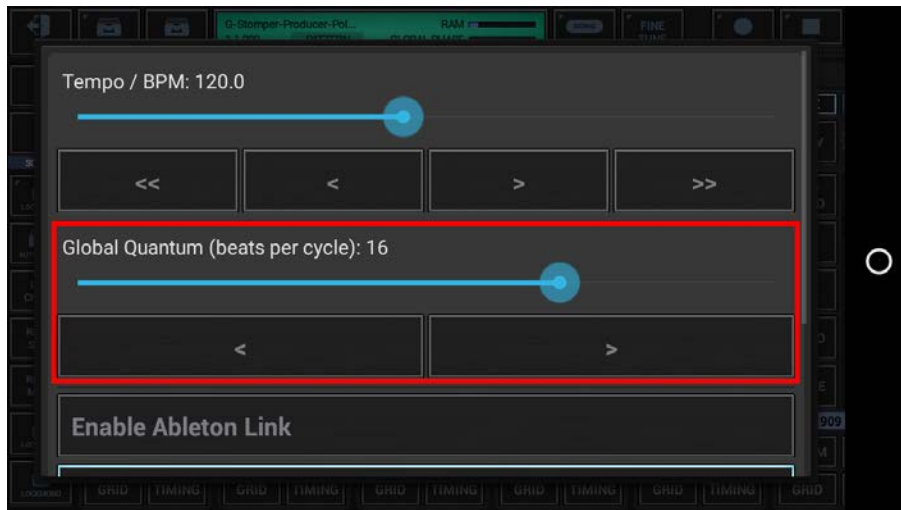 G-Stomper-Producer-Pol... RAM
FINE
Tempo / BPM: 120.0
<< < > >>
Global Quantum (beats per cycle): 16
< >
Enable Ableton Link
909
GRID TIMING GRID TIMING GRID TIMING GRID TIMING GRID TIMING GRID